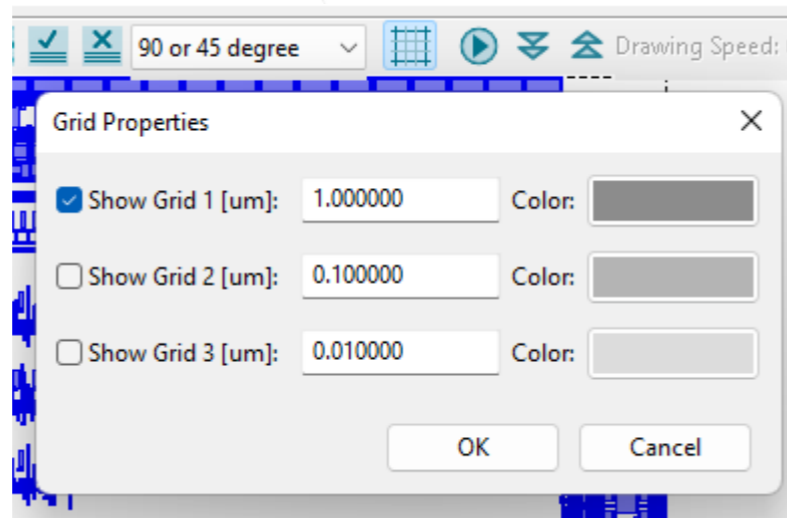 90 or 45 degree Drawing Speed:
Grid Properties
Show Grid 1 [um]: 1.000000 Color:
Show Grid 2 [um]: 0.100000 Color:
Show Grid 3 [um]: 0.010000 Color:
OK Cancel